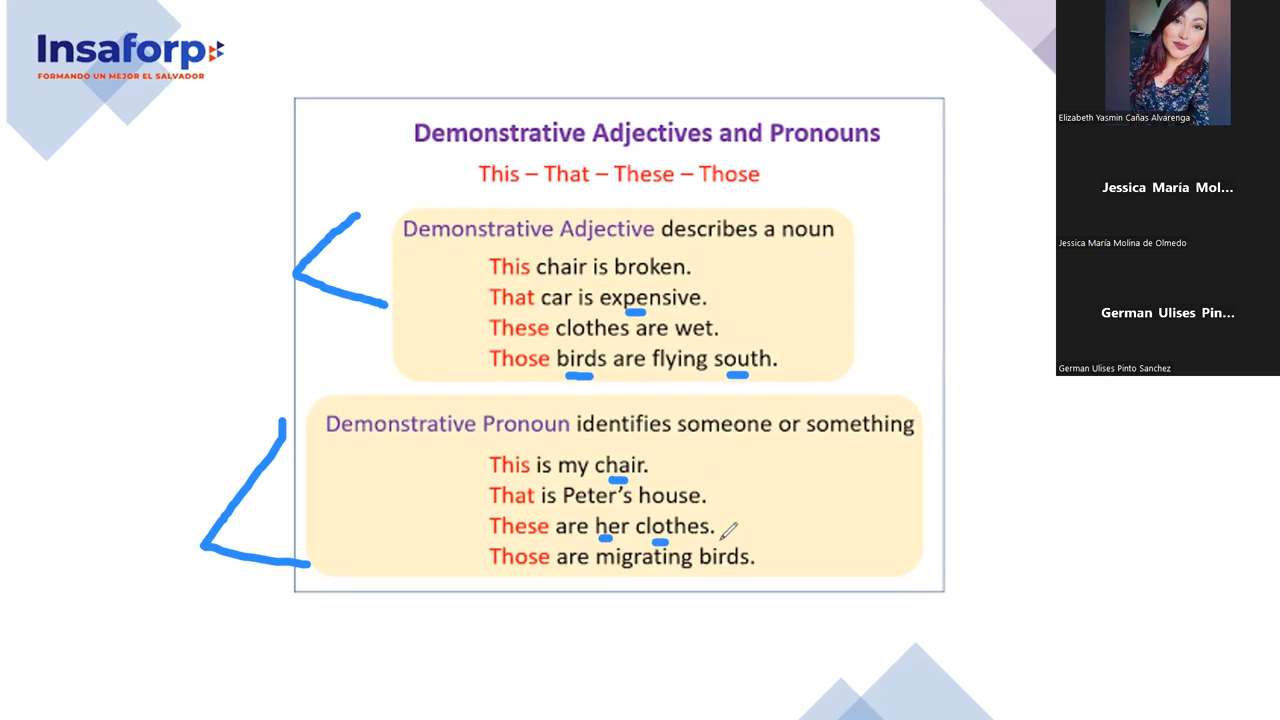 Insaforp
FORMANDO UN MEJOR EL SALVADOR
Demonstrative Adjectives and Pronouns
This – That – These – Those
Demonstrative Adjective describes a noun
This chair is broken.
That car is expensive.
These clothes are wet.
Those birds are flying south.
Demonstrative Pronoun identifies someone or something
This is my chair.
That is Peter's house.
These are her clothes.
Those are migrating birds.
Elizabeth Yasmin Cañas Alvarenga
Jessica María Mol...
Jessica María Molina de Olmedo
German Ulises Pin...
German Ulises Pinto Sanchez